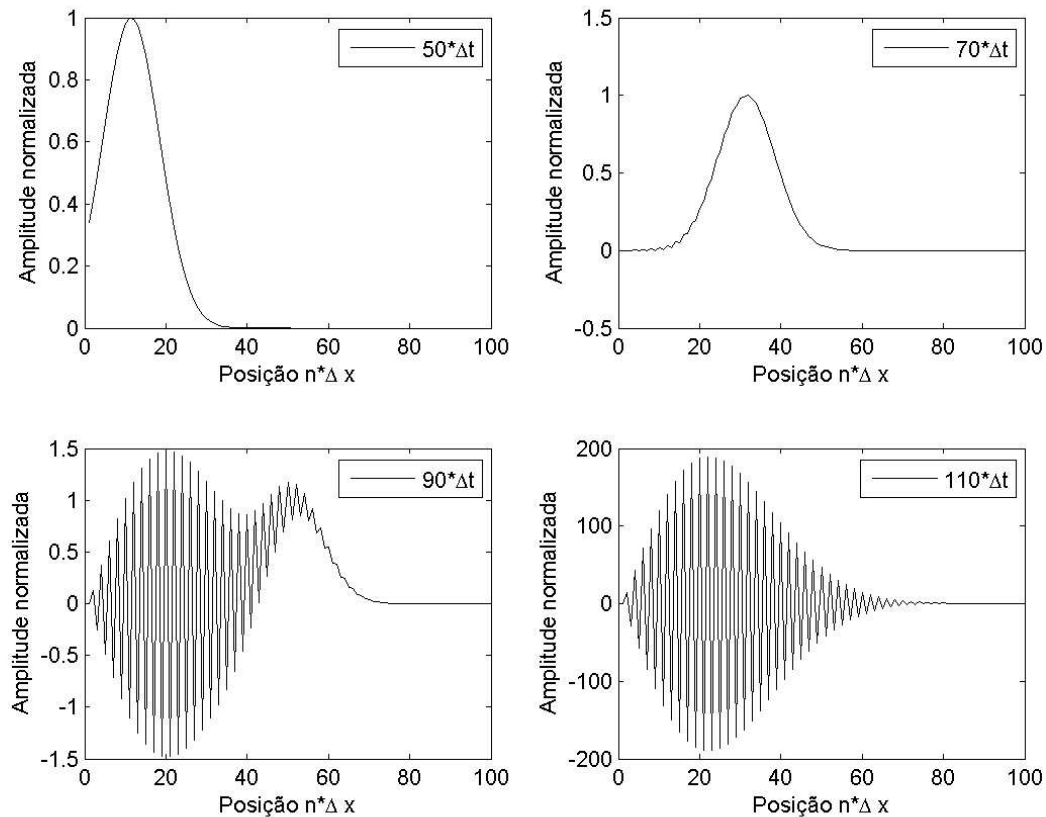 Amplitude normalizada
1
0.8
0.6
0.4
0.2
0
50*Δt
0 20 40 60 80 100
Posição n*Δ x
Amplitude normalizada
1.5
1
0.5
0
-0.5
70*Δt
0 20 40 60 80 100
Posição n*Δ x
Amplitude normalizada
1.5
1
0.5
0
-0.5
-1
-1.5
90*Δt
0 20 40 60 80 100
Posição n*Δ x
Amplitude normalizada
200
100
0
-100
-200
110*Δt
0 20 40 60 80 100
Posição n*Δ x